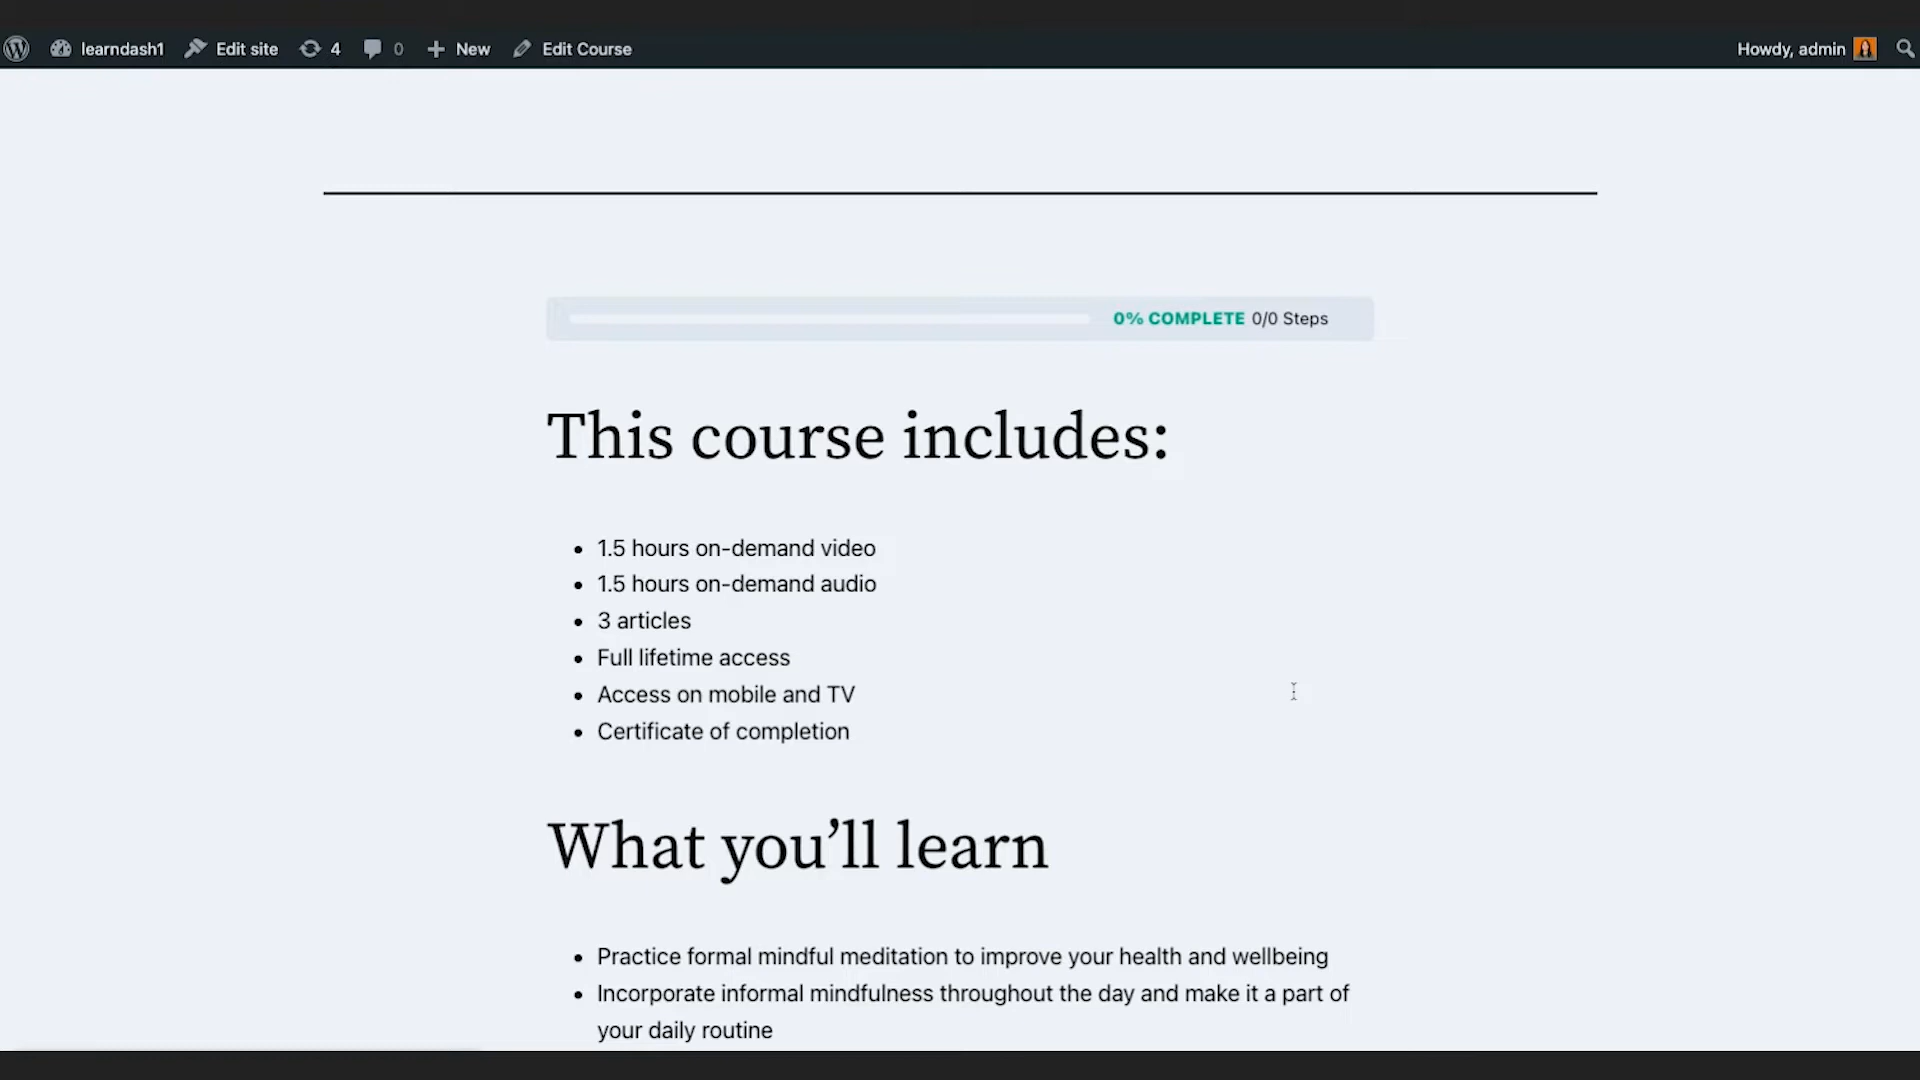 learndash1 Edit site 4 0 New Edit Course Howdy, admin
0% COMPLETE 0/0 Steps
This course includes:
1.5 hours on-demand video
1.5 hours on-demand audio
3 articles
Full lifetime access
Access on mobile and TV
Certificate of completion
What you’ll learn
Practice formal mindful meditation to improve your health and wellbeing
Incorporate informal mindfulness throughout the day and make it a part of
your daily routine